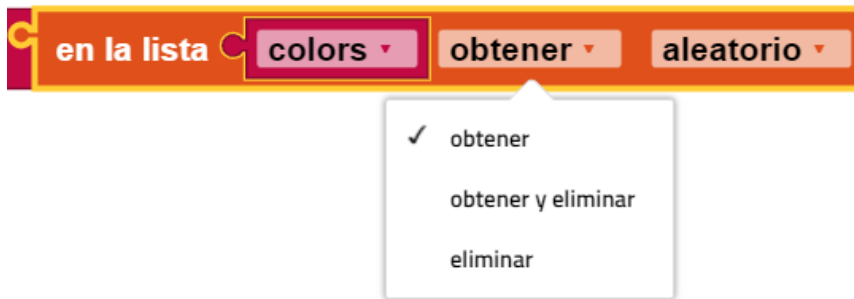 en la lista colors obtener aleatorio
✓ obtener
obtener y eliminar
eliminar